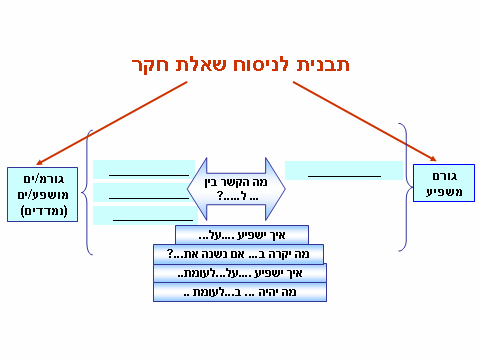 תבנית לניסוח שאלת חקר
גורם
משפיע
מה הקשר בין
... ל.....?
גורמ/ים
מושפע/ים
(נמדדים)
איך ישפיע ....על...
מה יקרה ב... אם נשנה את...?
איך ישפיע ....על...לעומת..
מה יהיה ... ב...לעומת ..